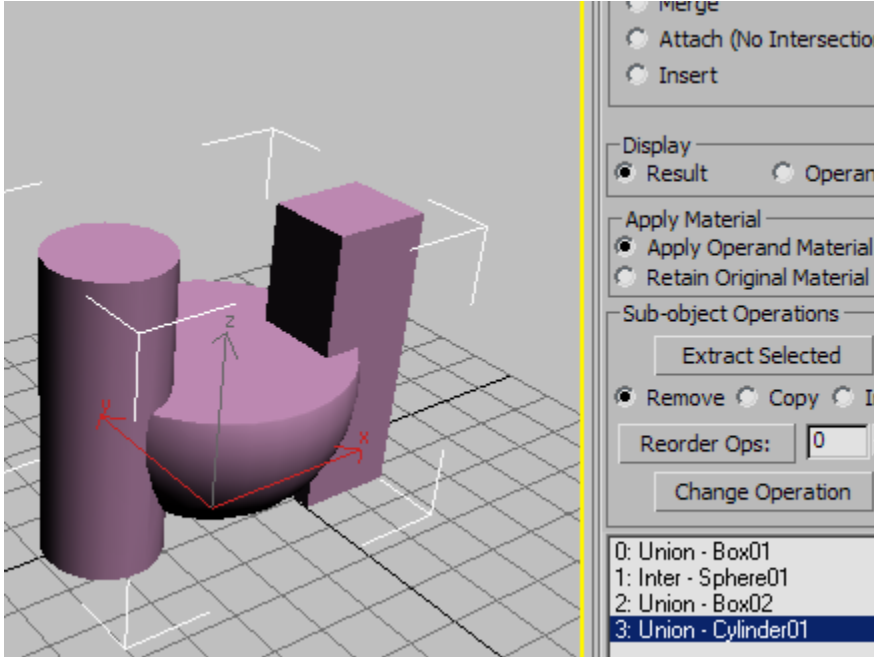 Merge
Attach (No Intersection
Insert
Display
Result Operan
Apply Material
Apply Operand Material
Retain Original Material
Sub-object Operations
Extract Selected
Remove Copy I
Reorder Ops: 0
Change Operation
0: Union - Box01
1: Inter - Sphere01
2: Union - Box02
3: Union - Cylinder01
z
y
x